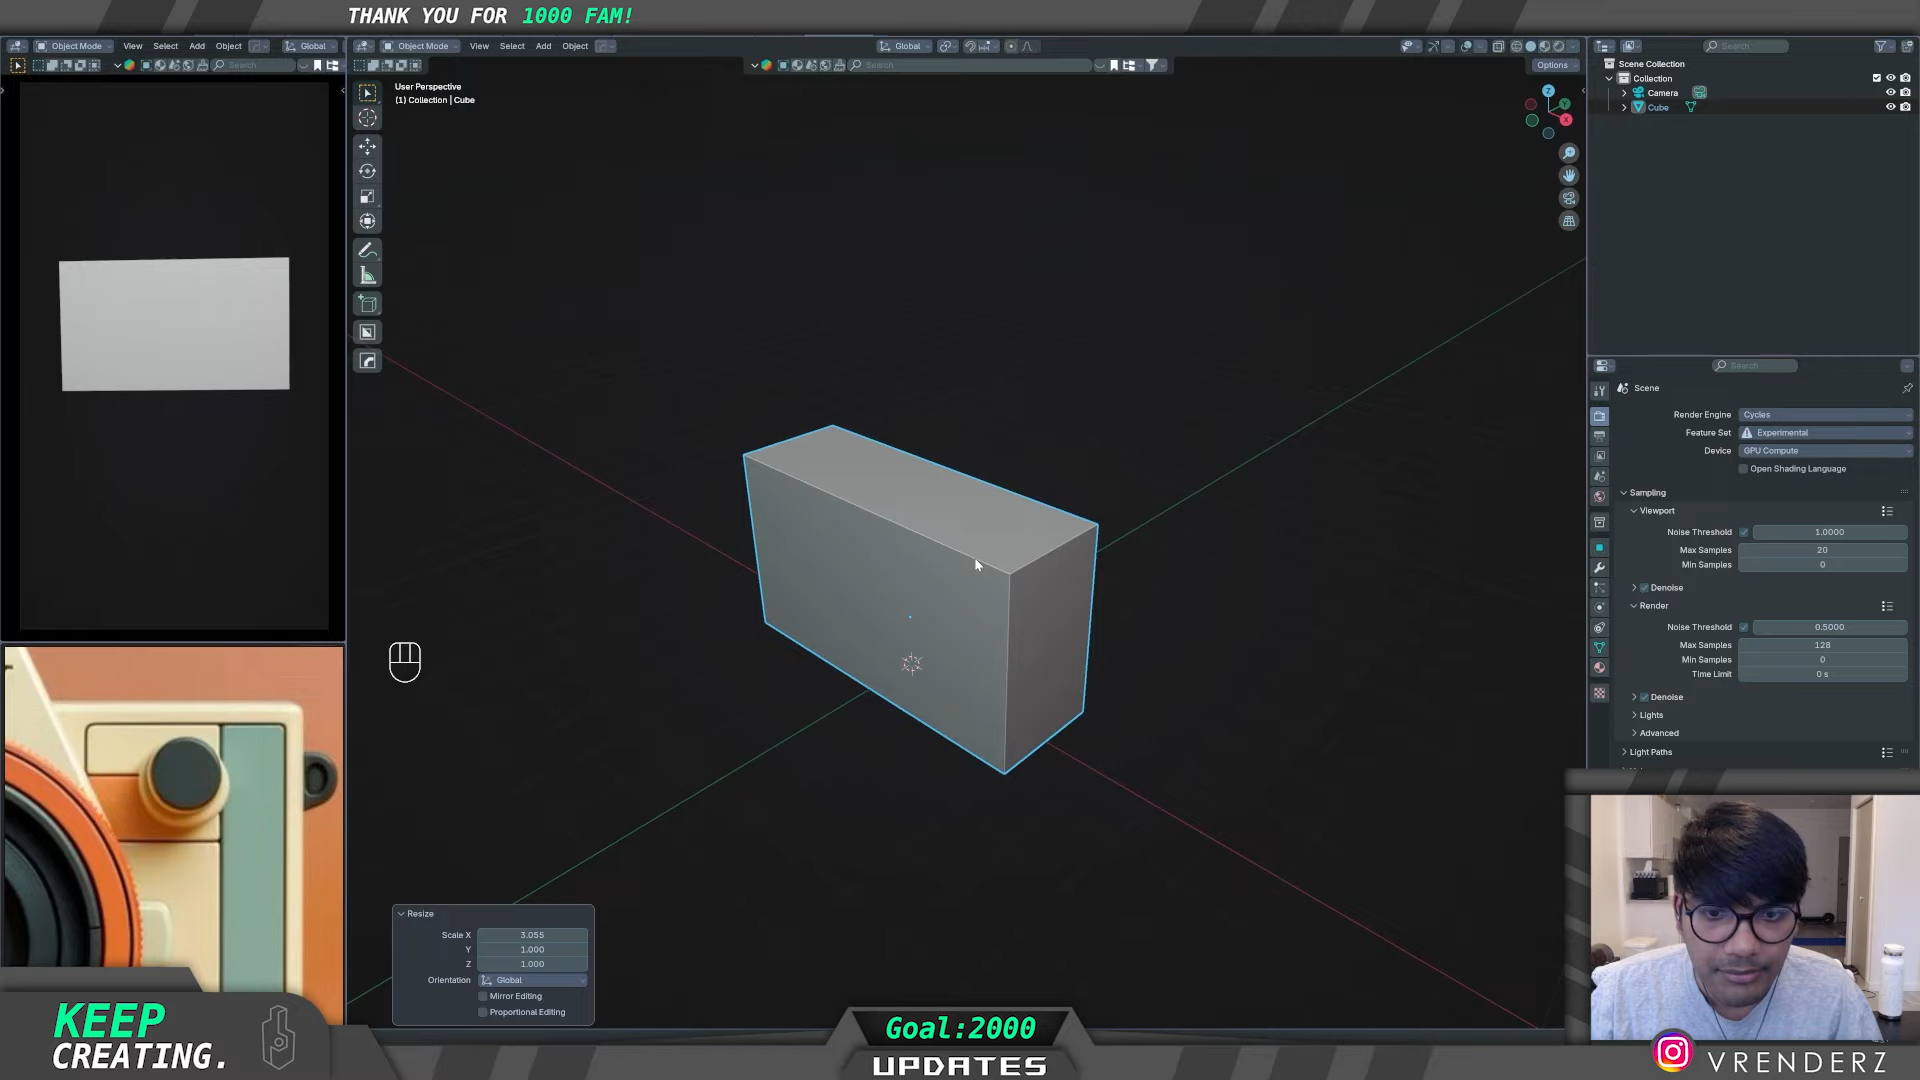 THANK YOU FOR 1000 FAM!
Object Mode View Select Add Object Global
Search
Object Mode View Select Add Object Global
Search
Options
User Perspective
(1) Collection | Cube
Z
Y
X
Search
Scene Collection
Collection
Camera
Cube
Search
Scene
Render Engine Cycles
Feature Set Experimental
Device GPU Compute
Open Shading Language
Sampling
Viewport
Noise Threshold 1.0000
Max Samples 20
Min Samples 0
Denoise
Render
Noise Threshold 0.5000
Max Samples 128
Min Samples 0
Time Limit 0 s
Denoise
Lights
Advanced
Light Paths
Resize
Scale X 3.055
Y 1.000
Z 1.000
Orientation Global
Mirror Editing
Proportional Editing
KEEP
CREATING.
Goal:2000
UPDATES
VRENDERZ